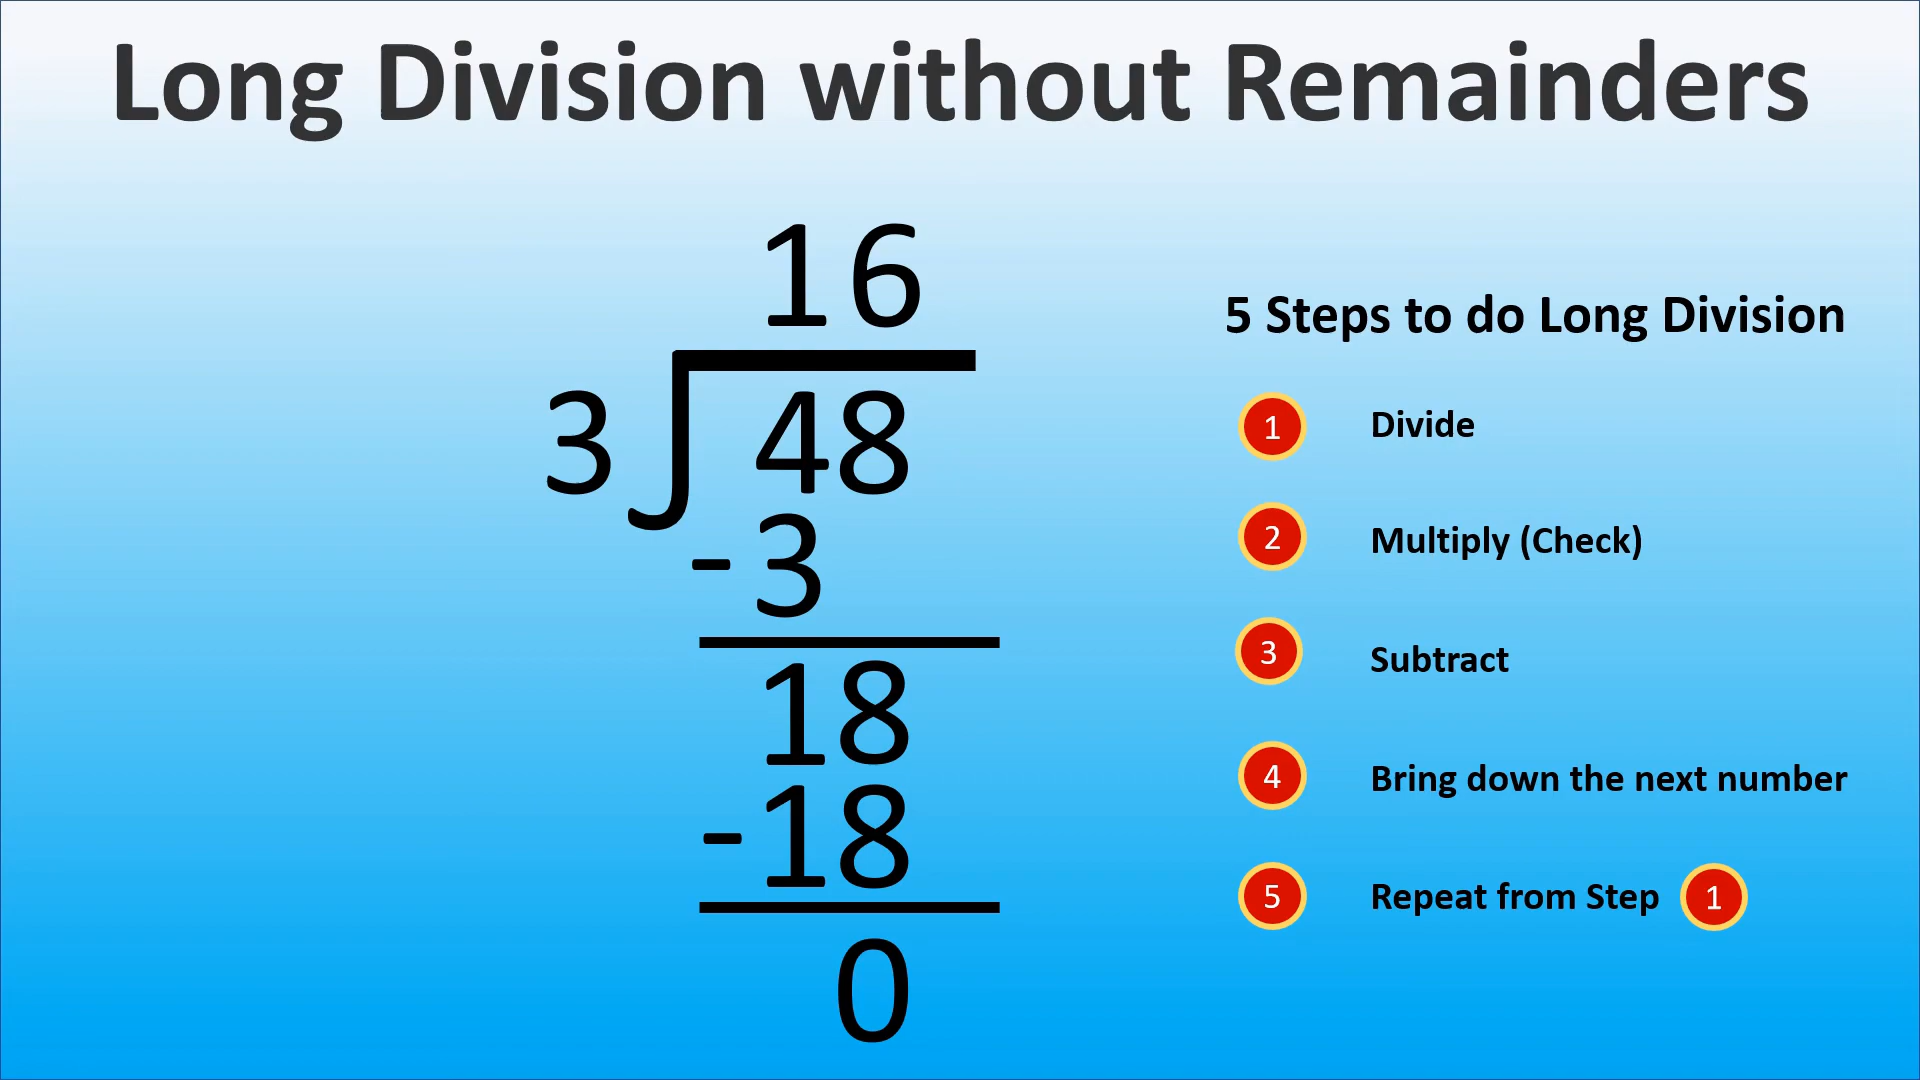 Long Division without Remainders
16
3 48
-3
18
-18
0
5 Steps to do Long Division
1 Divide
2 Multiply (Check)
3 Subtract
4 Bring down the next number
5 Repeat from Step 1